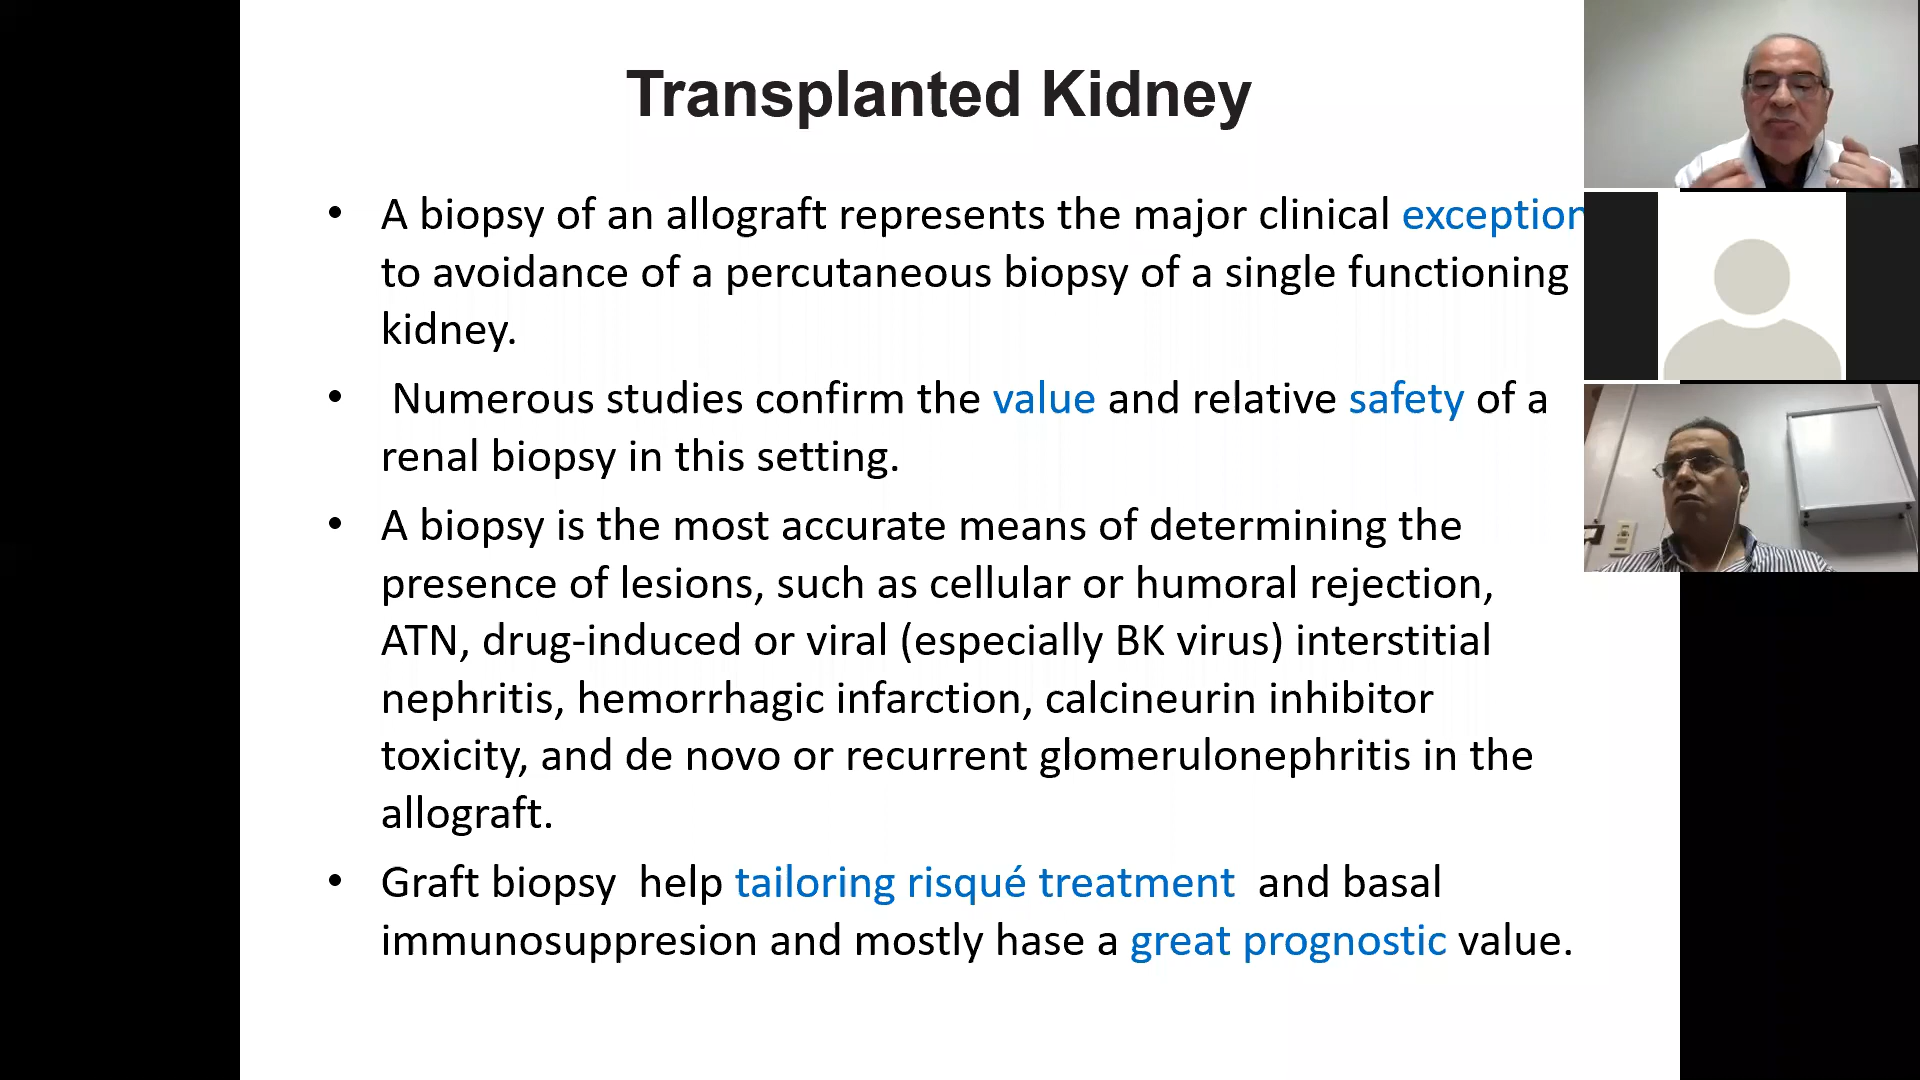 Transplanted Kidney
• A biopsy of an allograft represents the major clinical exception
to avoidance of a percutaneous biopsy of a single functioning
kidney.
• Numerous studies confirm the value and relative safety of a
renal biopsy in this setting.
• A biopsy is the most accurate means of determining the
presence of lesions, such as cellular or humoral rejection,
ATN, drug-induced or viral (especially BK virus) interstitial
nephritis, hemorrhagic infarction, calcineurin inhibitor
toxicity, and de novo or recurrent glomerulonephritis in the
allograft.
• Graft biopsy  help tailoring risqué treatment  and basal
immunosuppresion and mostly hase a great prognostic value.